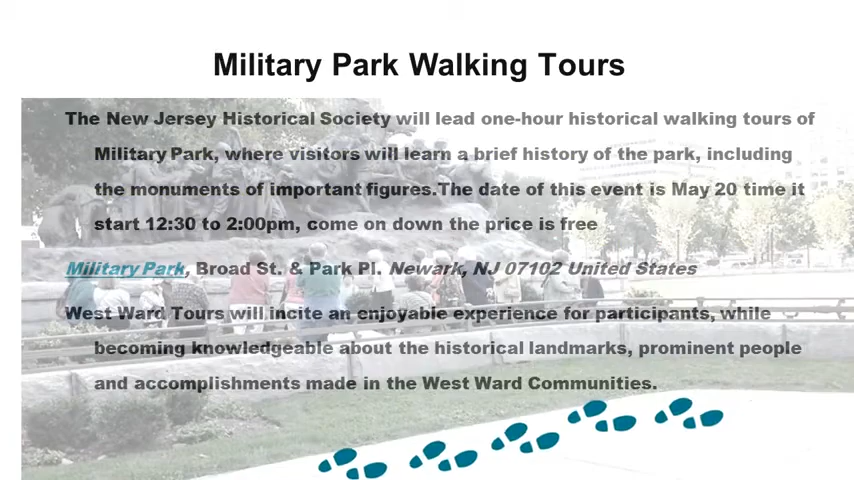 Military Park Walking Tours
The New Jersey Historical Society will lead one-hour historical walking tours of
Military Park, where visitors will learn a brief history of the park, including
the monuments of important figures.The date of this event is May 20 time it
start 12:30 to 2:00pm, come on down the price is free
Military Park, Broad St. & Park Pl. Newark, NJ 07102 United States
West Ward Tours will incite an enjoyable experience for participants, while
becoming knowledgeable about the historical landmarks, prominent people
and accomplishments made in the West Ward Communities.